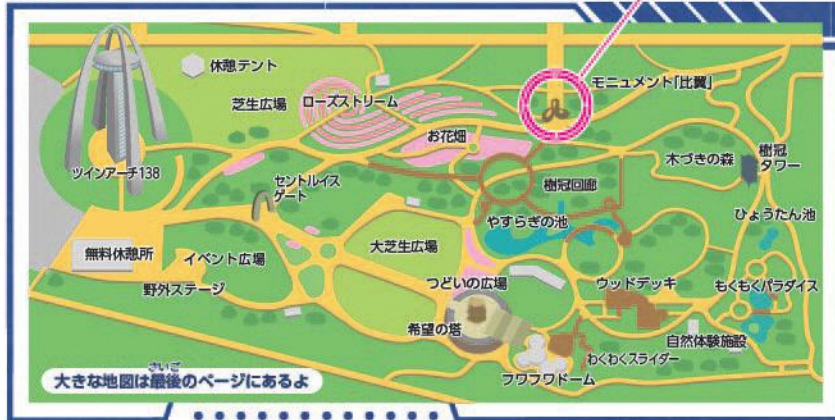 休憩テント
モニュメント「比翼」
芝生広場
ローズストリーム
お花畑
ツインアーチ138
セントルイス
ゲート
樹冠回廊
木づきの森
樹冠
タワー
やすらぎの池
ひょうたん池
無料休憩所
イベント広場
大芝生広場
野外ステージ
つどいの広場
ウッドデッキ
もくもくパラダイス
希望の塔
自然体験施設
わくわくスライダー
フワフワドーム
さいご
大きな地図は最後のページにあるよ